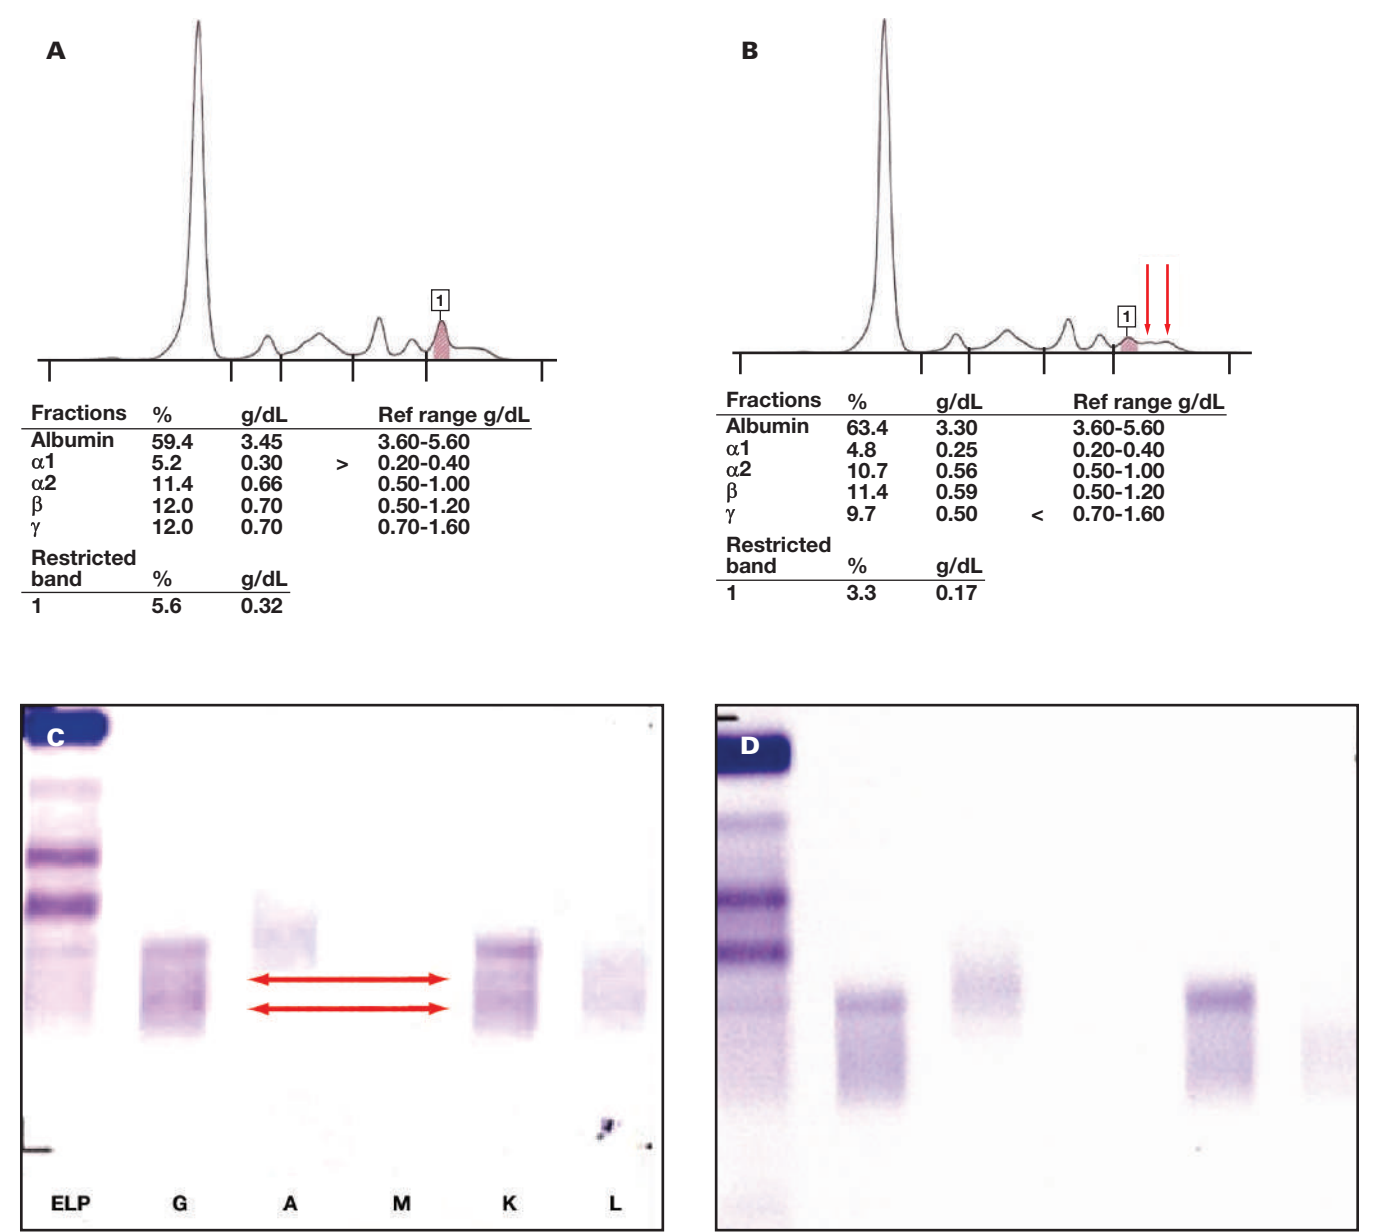 A
1
Fractions % g/dL Ref range g/dL
Albumin 59.4 3.45 3.60-5.60
α1 5.2 0.30 > 0.20-0.40
α2 11.4 0.66 0.50-1.00
β 12.0 0.70 0.50-1.20
γ 12.0 0.70 0.70-1.60
Restricted
band % g/dL
1 5.6 0.32
B
1
Fractions % g/dL Ref range g/dL
Albumin 63.4 3.30 3.60-5.60
α1 4.8 0.25 0.20-0.40
α2 10.7 0.56 0.50-1.00
β 11.4 0.59 0.50-1.20
γ 9.7 0.50 < 0.70-1.60
Restricted
band % g/dL
1 3.3 0.17
C
ELP G A M K L
D